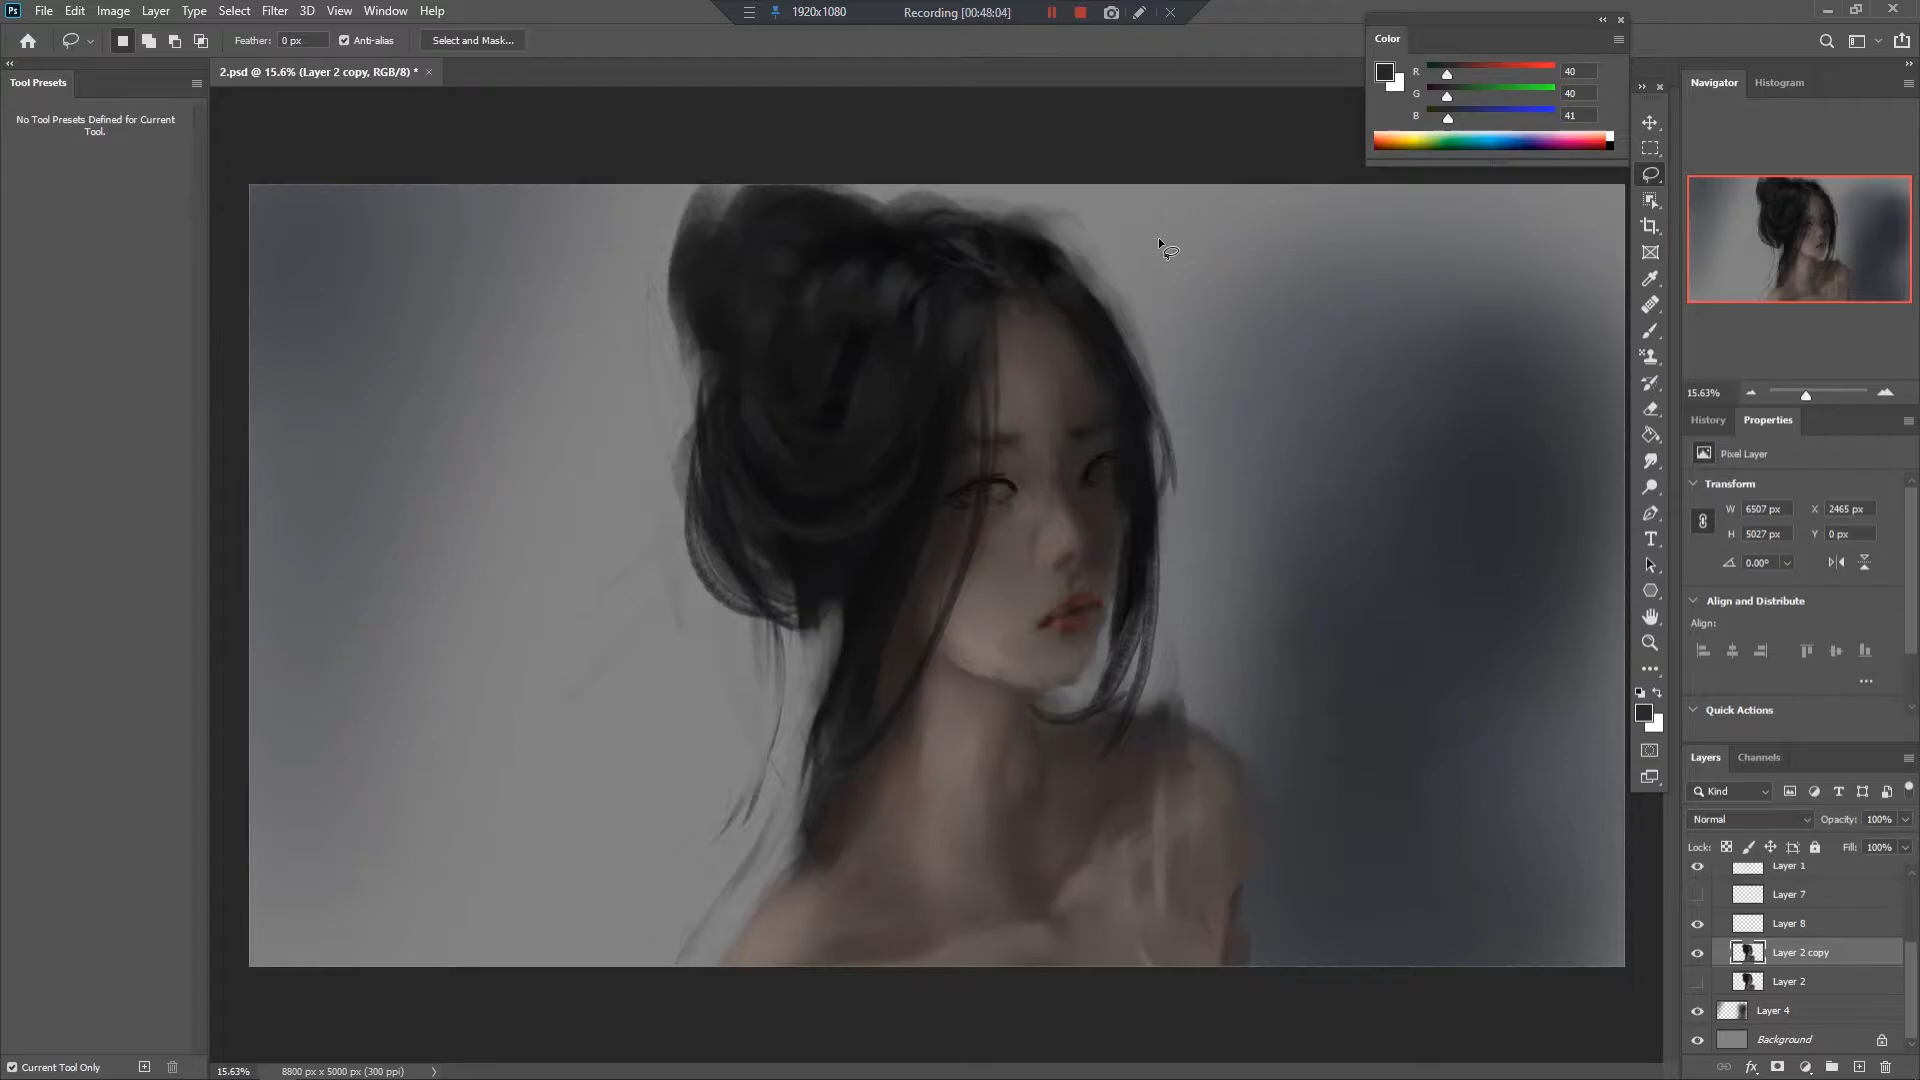 Ps File Edit Image Layer Type Select Filter 3D View Window Help
1920x1080 Recording [00:48:04]
Feather: 0 px Anti-alias Select and Mask...
2.psd @ 15.6% (Layer 2 copy, RGB/8) *
Tool Presets
No Tool Presets Defined for Current
Tool.
Color
R 40
G 40
B 41
Navigator Histogram
15.63%
History Properties
Pixel Layer
Transform
W 6507 px X 2465 px
H 5027 px Y 0 px
0.00°
Align and Distribute
Align:
Quick Actions
Layers Channels
Kind
Normal Opacity: 100%
Lock: Fill: 100%
Layer 1
Layer 7
Layer 8
Layer 2 copy
Layer 2
Layer 4
Background
fx
Current Tool Only
15.63% 8800 px x 5000 px (300 ppi)